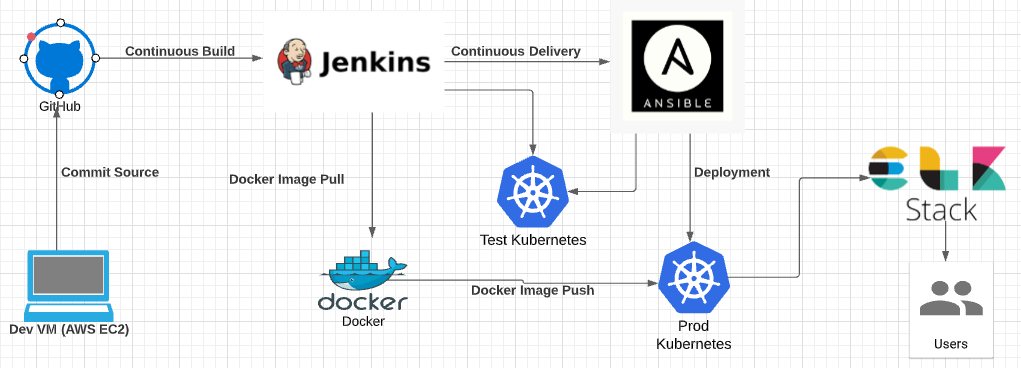 Continuous Build
Jenkins
Continuous Delivery
ANSIBLE
GitHub
Commit Source
Docker Image Pull
Deployment
Stack
Test Kubernetes
docker
Docker
Docker Image Push
Dev VM (AWS EC2)
Prod
Kubernetes
Users